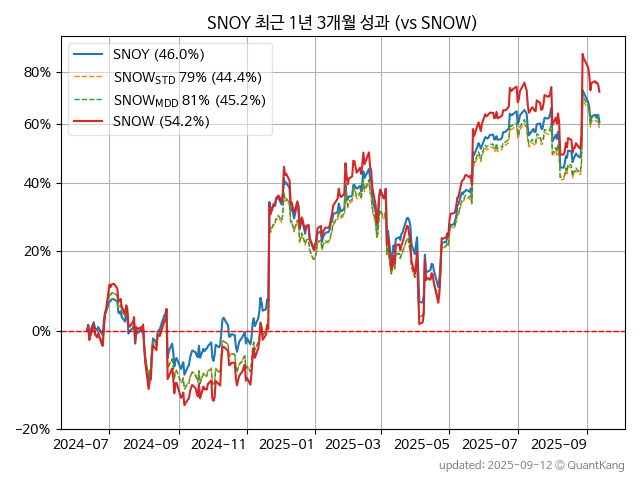 SNOY 최근 1년 3개월 성과 (vs SNOW)
SNOY (46.0%)
SNOW_STD 79% (44.4%)
SNOW_MDD 81% (45.2%)
SNOW (54.2%)
80%
60%
40%
20%
0%
−20%
2024-07 2024-09 2024-11 2025-01 2025-03 2025-05 2025-07 2025-09
updated: 2025-09-12 © QuantKang